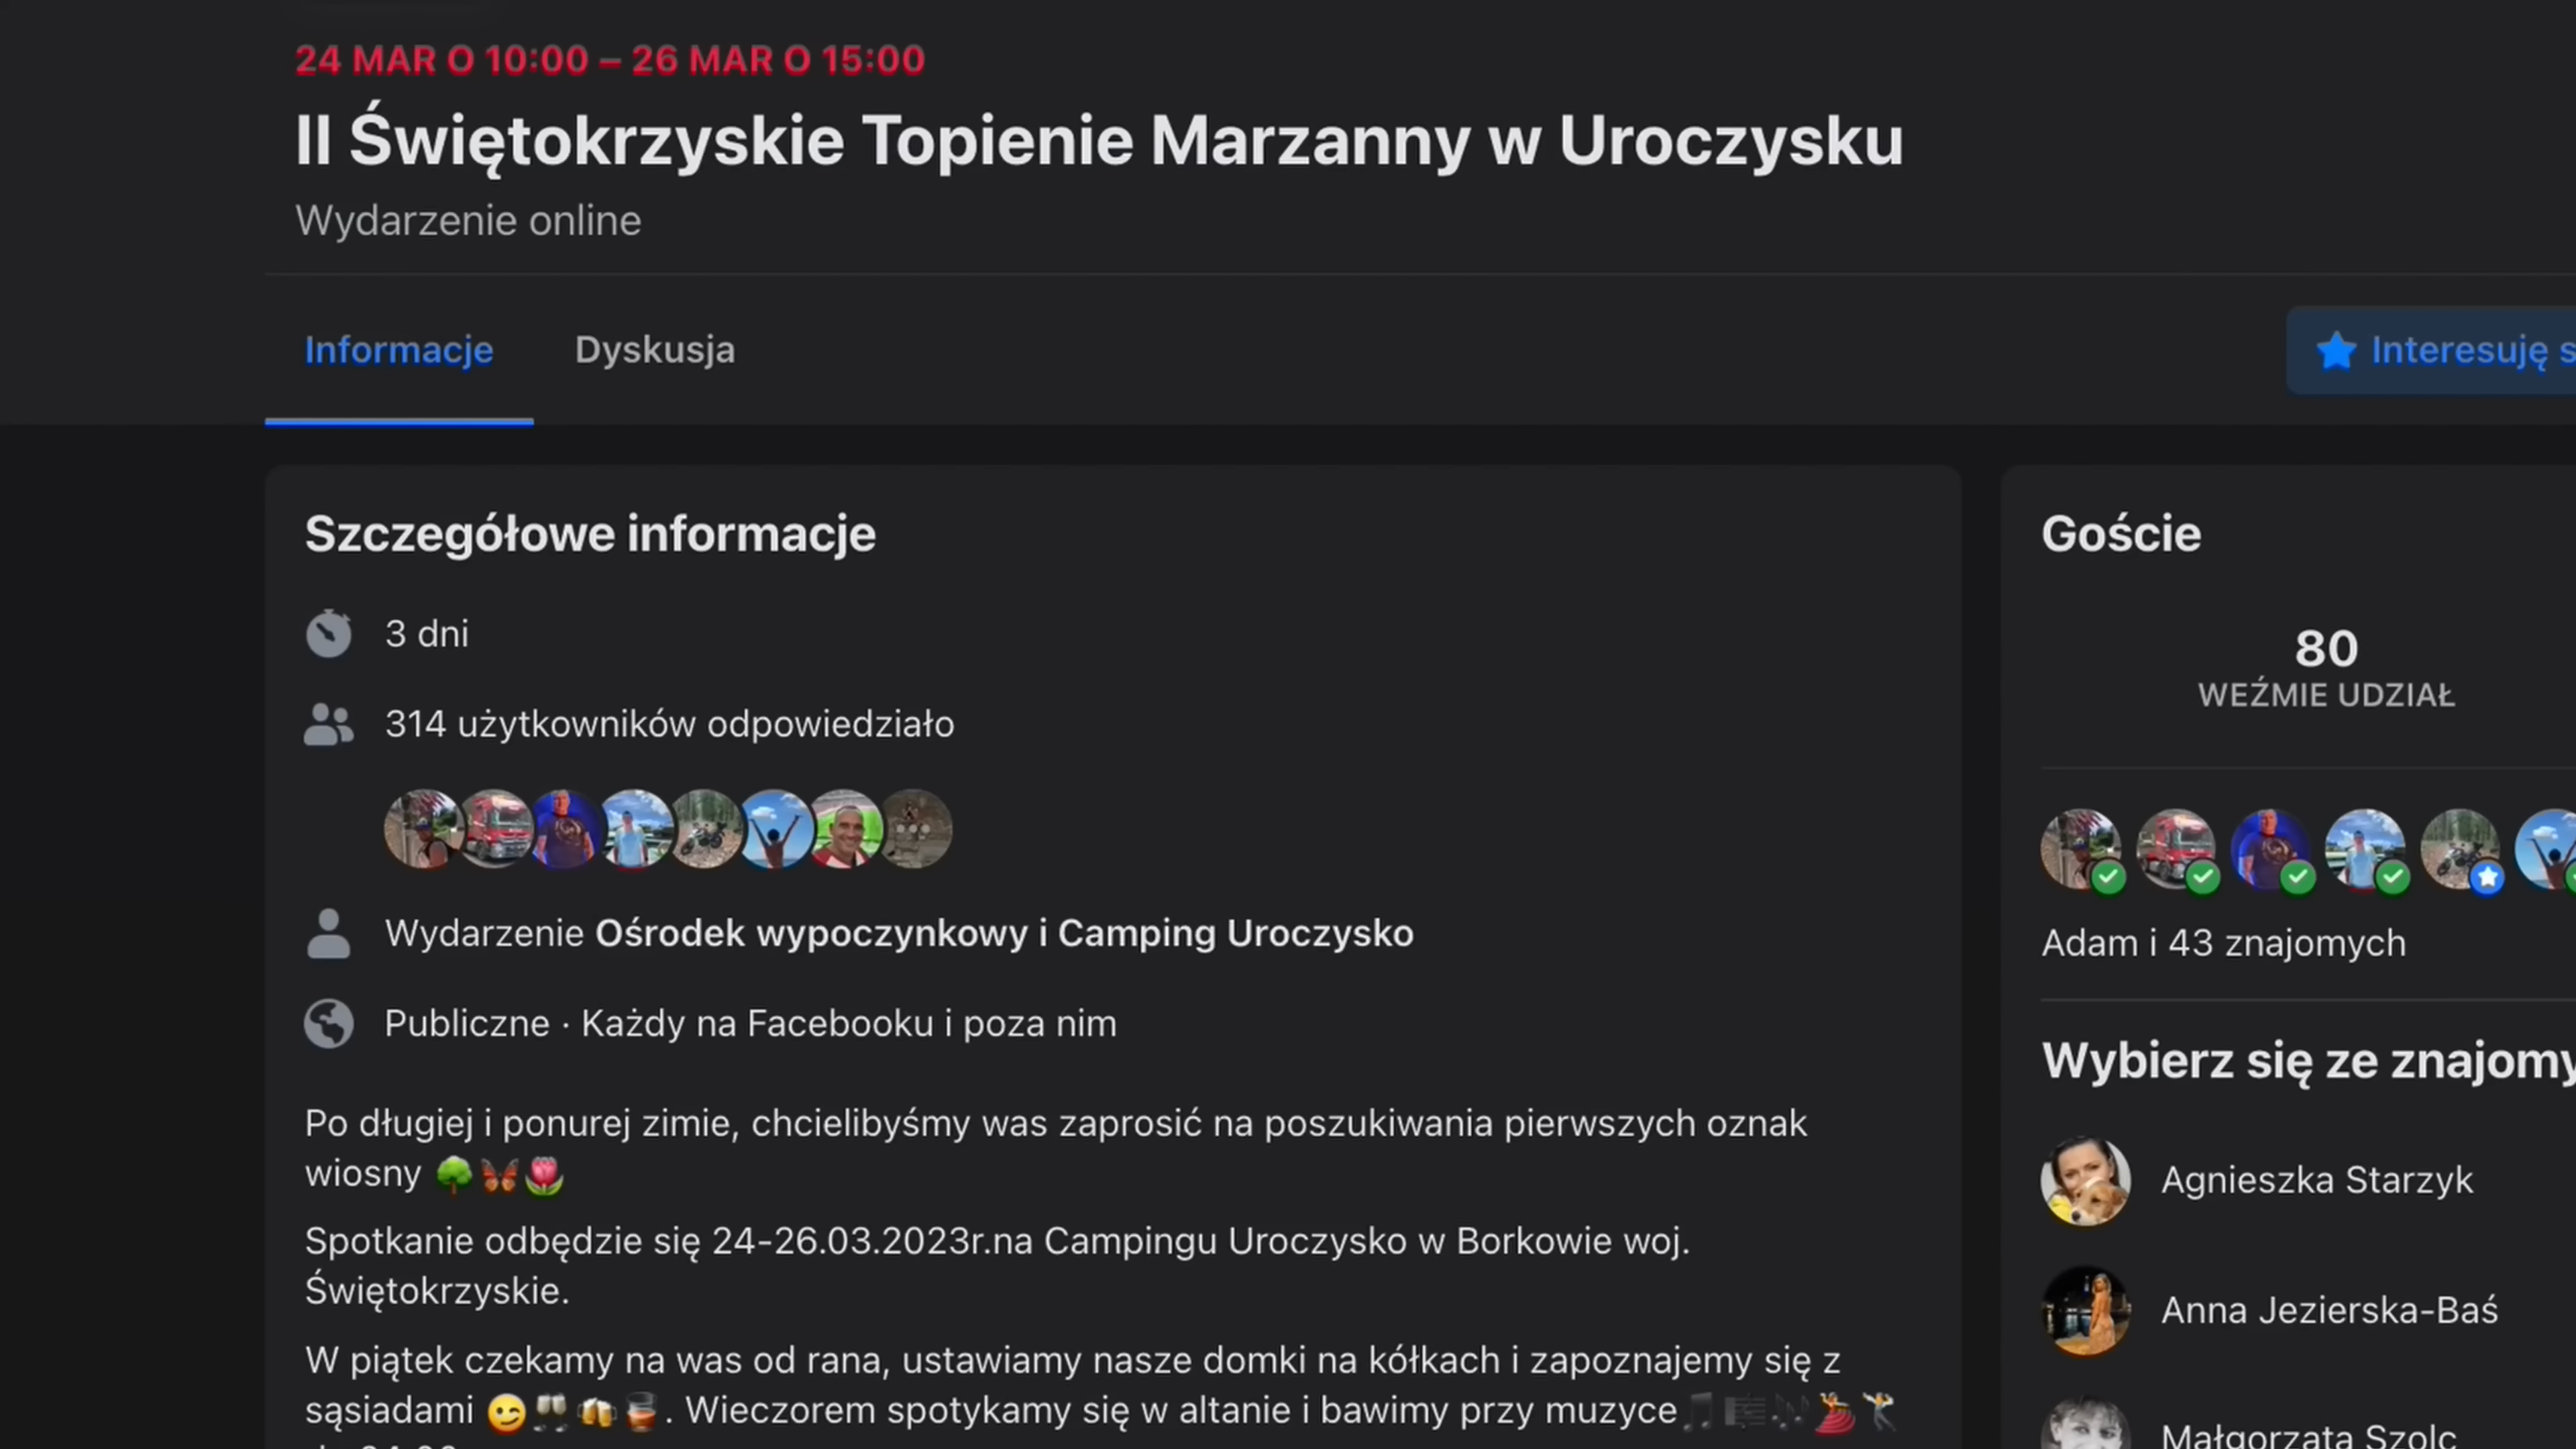 24 MAR O 10:00 – 26 MAR O 15:00
II Świętokrzyskie Topienie Marzanny w Uroczysku
Wydarzenie online
Informacje
Dyskusja
Interesuję s
Szczegółowe informacje
3 dni
314 użytkowników odpowiedziało
Wydarzenie Ośrodek wypoczynkowy i Camping Uroczysko
Publiczne · Każdy na Facebooku i poza nim
Po długiej i ponurej zimie, chcielibyśmy was zaprosić na poszukiwania pierwszych oznak
wiosny 🌳🦋🌷
Spotkanie odbędzie się 24-26.03.2023r.na Campingu Uroczysko w Borkowie woj.
Świętokrzyskie.
W piątek czekamy na was od rana, ustawiamy nasze domki na kółkach i zapoznajemy się z
sąsiadami 😉🥂🍻🥃. Wieczorem spotykamy się w altanie i bawimy przy muzyce🎵🎼🎶💃🕺
Goście
80
WEŹMIE UDZIAŁ
Adam i 43 znajomych
Wybierz się ze znajomy
Agnieszka Starzyk
Anna Jezierska-Baś
Małgorzata Szolc